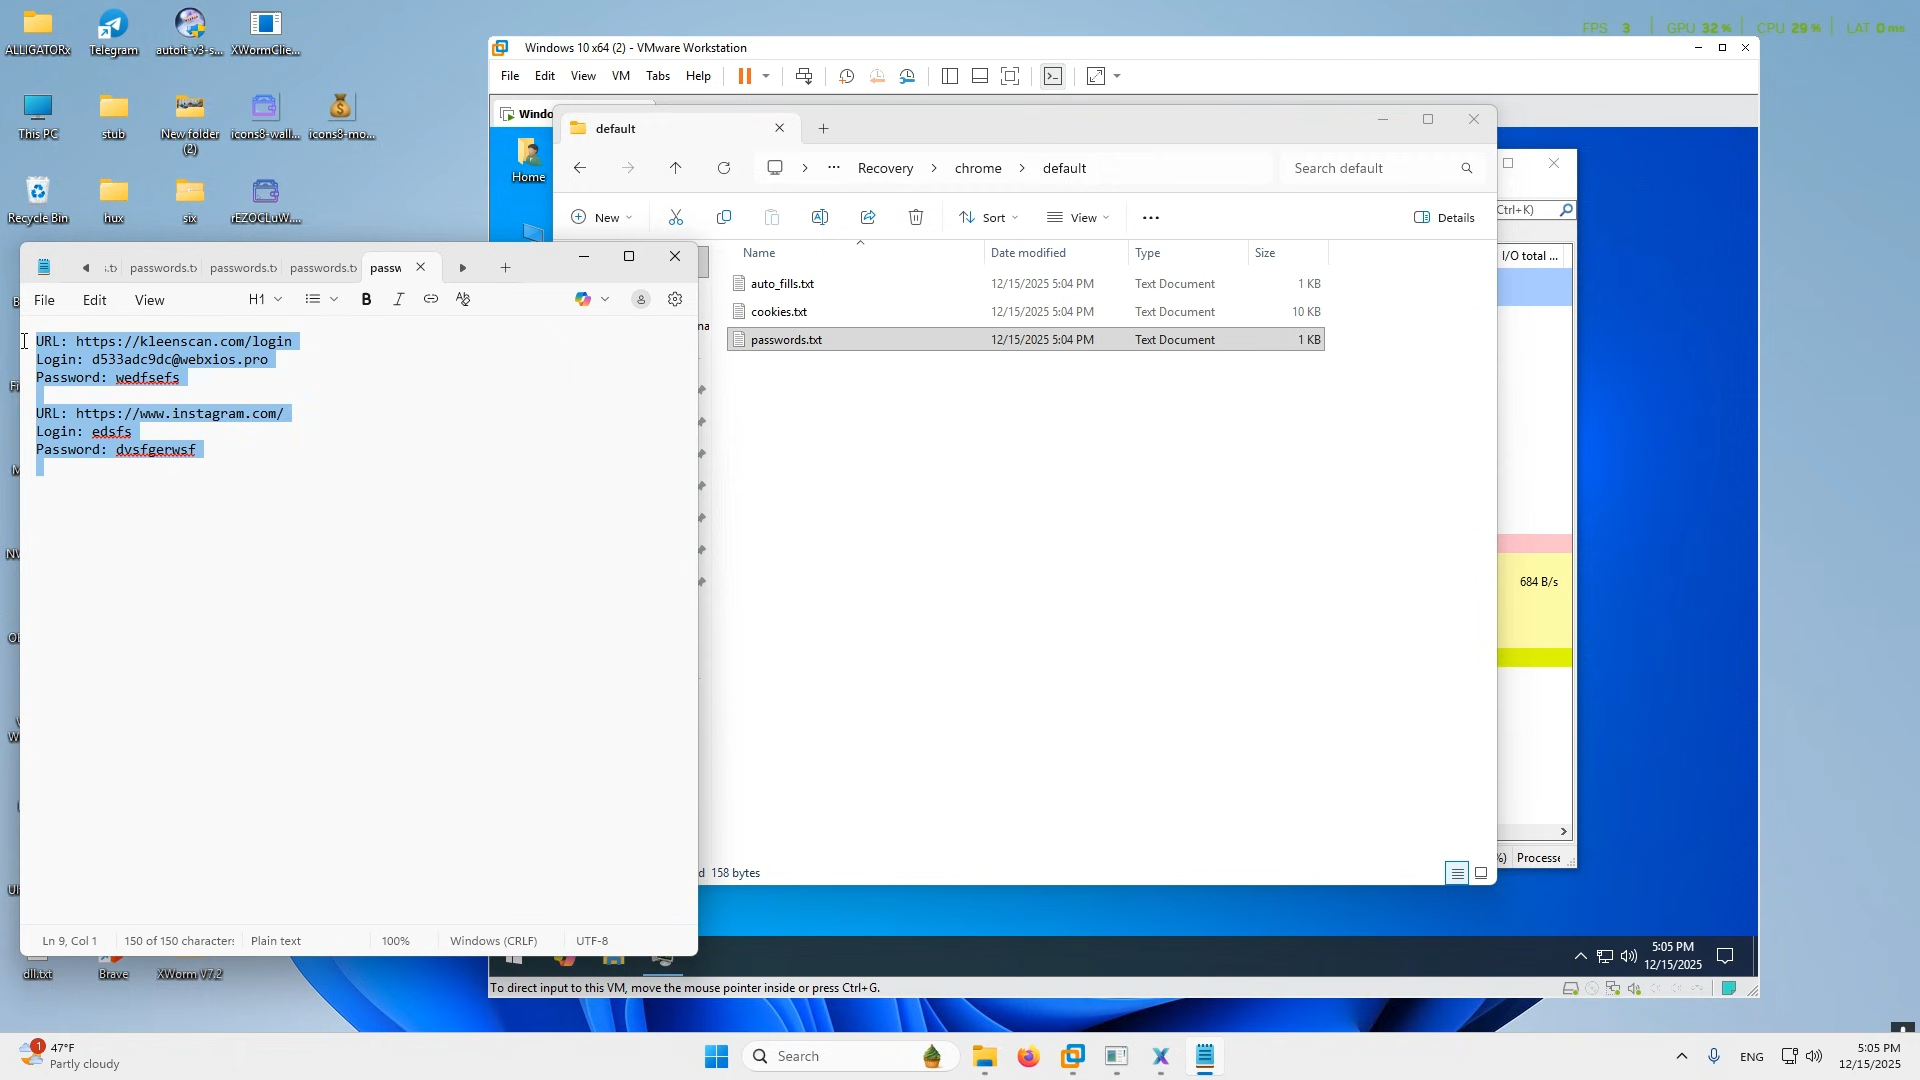 FPS 3 GPU 32 % CPU 29 % LAT 0 ms
ALLIGATORx
Telegram
autoit-v3-s...
XWormClie...
This PC
stub
New folder (2)
icons8-wall...
icons8-mo...
Recycle Bin
hux
six
rEZOGLuW....
Windows 10 x64 (2) - VMware Workstation
File Edit View VM Tabs Help
Windo
Home
default
Recovery > chrome > default
Search default
New
Sort
View
Details
Name Date modified Type Size
auto_fills.txt 12/15/2025 5:04 PM Text Document 1 KB
cookies.txt 12/15/2025 5:04 PM Text Document 10 KB
passwords.txt 12/15/2025 5:04 PM Text Document 1 KB
158 bytes
Ctrl+K)
I/O total ...
684 B/s
Processe
passwords.t passwords.t passwords.t passw
File Edit View
H1
URL: https://kleenscan.com/login
Login: d533adc9dc@webxios.pro
Password: wedfsefs
URL: https://www.instagram.com/
Login: edsfs
Password: dvsfgerwsf
Ln 9, Col 1
150 of 150 character
Plain text
100%
Windows (CRLF)
UTF-8
dll.txt
Brave
XWorm V7.2
5:05 PM
12/15/2025
To direct input to this VM, move the mouse pointer inside or press Ctrl+G.
1
47°F
Partly cloudy
Search
ENG
5:05 PM
12/15/2025